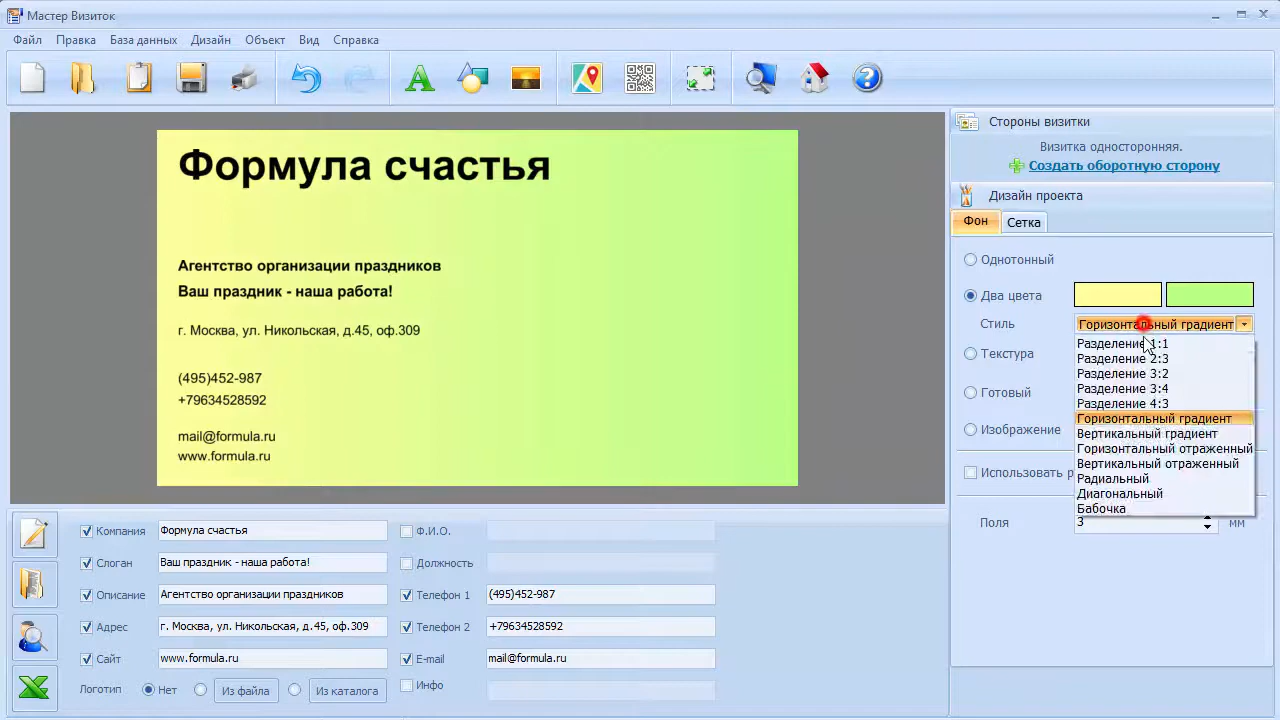 Мастер Визиток
Файл Правка База данных Дизайн Объект Вид Справка
Формула счастья
Агентство организации праздников
Ваш праздник - наша работа!
г. Москва, ул. Никольская, д.45, оф.309
(495)452-987
+79634528592
mail@formula.ru
www.formula.ru
Стороны визитки
Визитка односторонняя.
Создать оборотную сторону
Дизайн проекта
Фон Сетка
Однотонный
Два цвета
Стиль Горизонтальный градиент
Разделение 1:1
Разделение 2:3
Разделение 3:2
Разделение 3:4
Разделение 4:3
Горизонтальный градиент
Вертикальный градиент
Горизонтальный отраженный
Вертикальный отраженный
Радиальный
Диагональный
Бабочка
Текстура
Готовый
Изображение
Использовать
Поля 3 мм
Компания Формула счастья Ф.И.О.
Слоган Ваш праздник - наша работа! Должность
Описание Агентство организации праздников Телефон 1 (495)452-987
Адрес г. Москва, ул. Никольская, д.45, оф.309 Телефон 2 +79634528592
Сайт www.formula.ru E-mail mail@formula.ru
Логотип Нет Из файла Из каталога Инфо